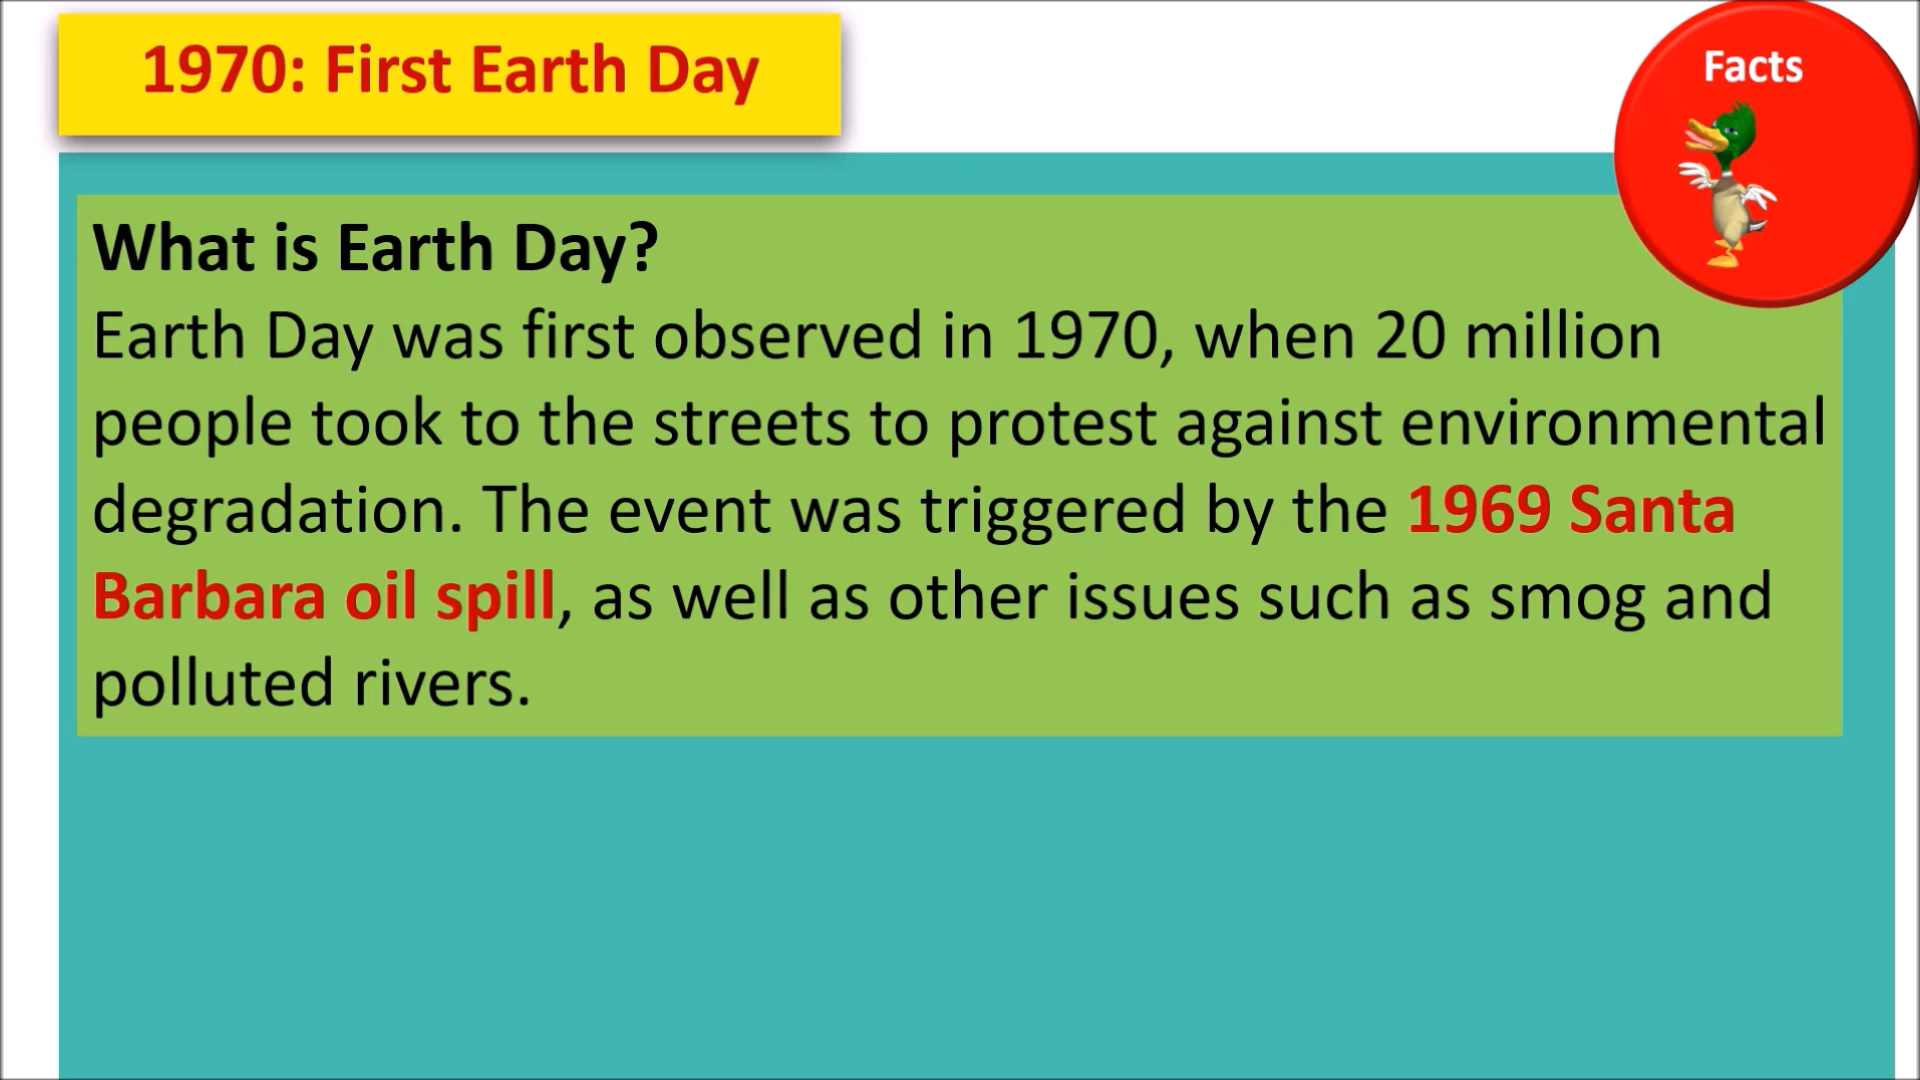 1970: First Earth Day
Facts
What is Earth Day?
Earth Day was first observed in 1970, when 20 million
people took to the streets to protest against environmental
degradation. The event was triggered by the 1969 Santa
Barbara oil spill, as well as other issues such as smog and
polluted rivers.